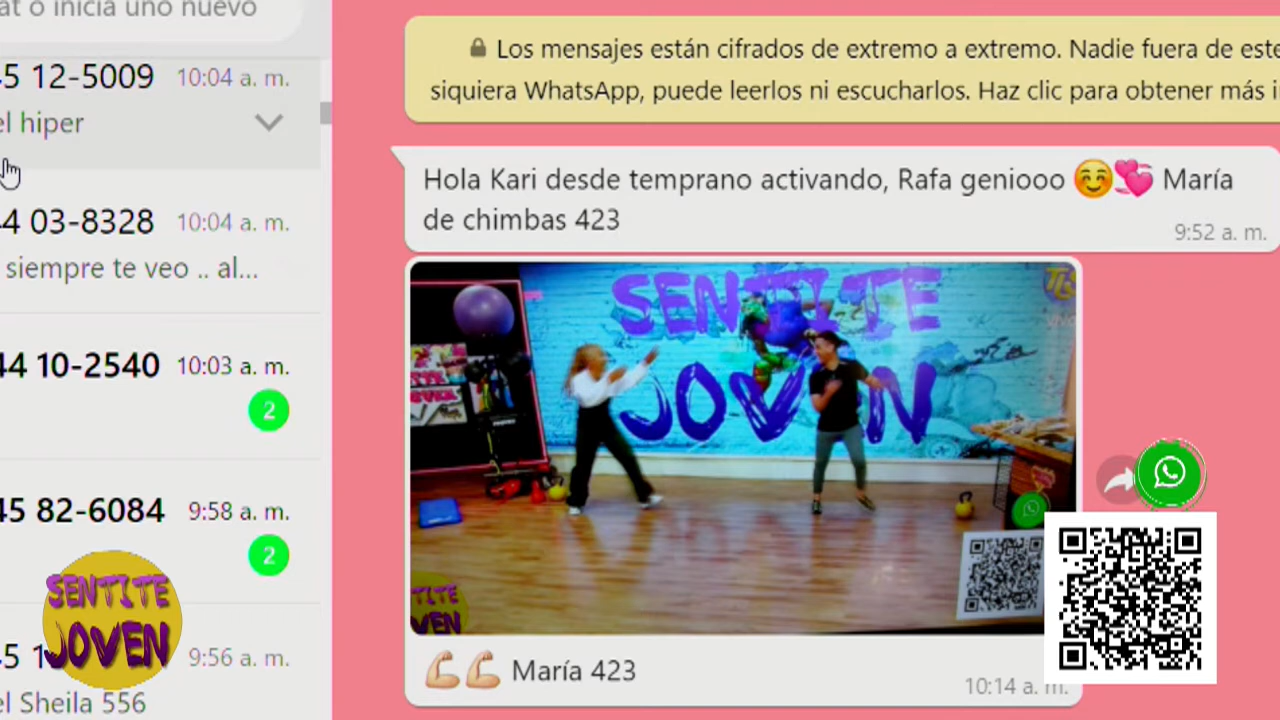 at o inicia uno nuevo
45 12-5009 10:04 a. m.
el hiper
44 03-8328 10:04 a. m.
siempre te veo .. al...
44 10-2540 10:03 a. m.
2
45 82-6084 9:58 a. m.
2
9:56 a. m.
el Sheila 556
SENTITE
JOVEN
Los mensajes están cifrados de extremo a extremo. Nadie fuera de este
siquiera WhatsApp, puede leerlos ni escucharlos. Haz clic para obtener más
Hola Kari desde temprano activando, Rafa geniooo ☺️💞 María
de chimbas 423
9:52 a. m.
SENTITE
JOVEN
💪🏼💪🏼 María 423
10:14 a. m.